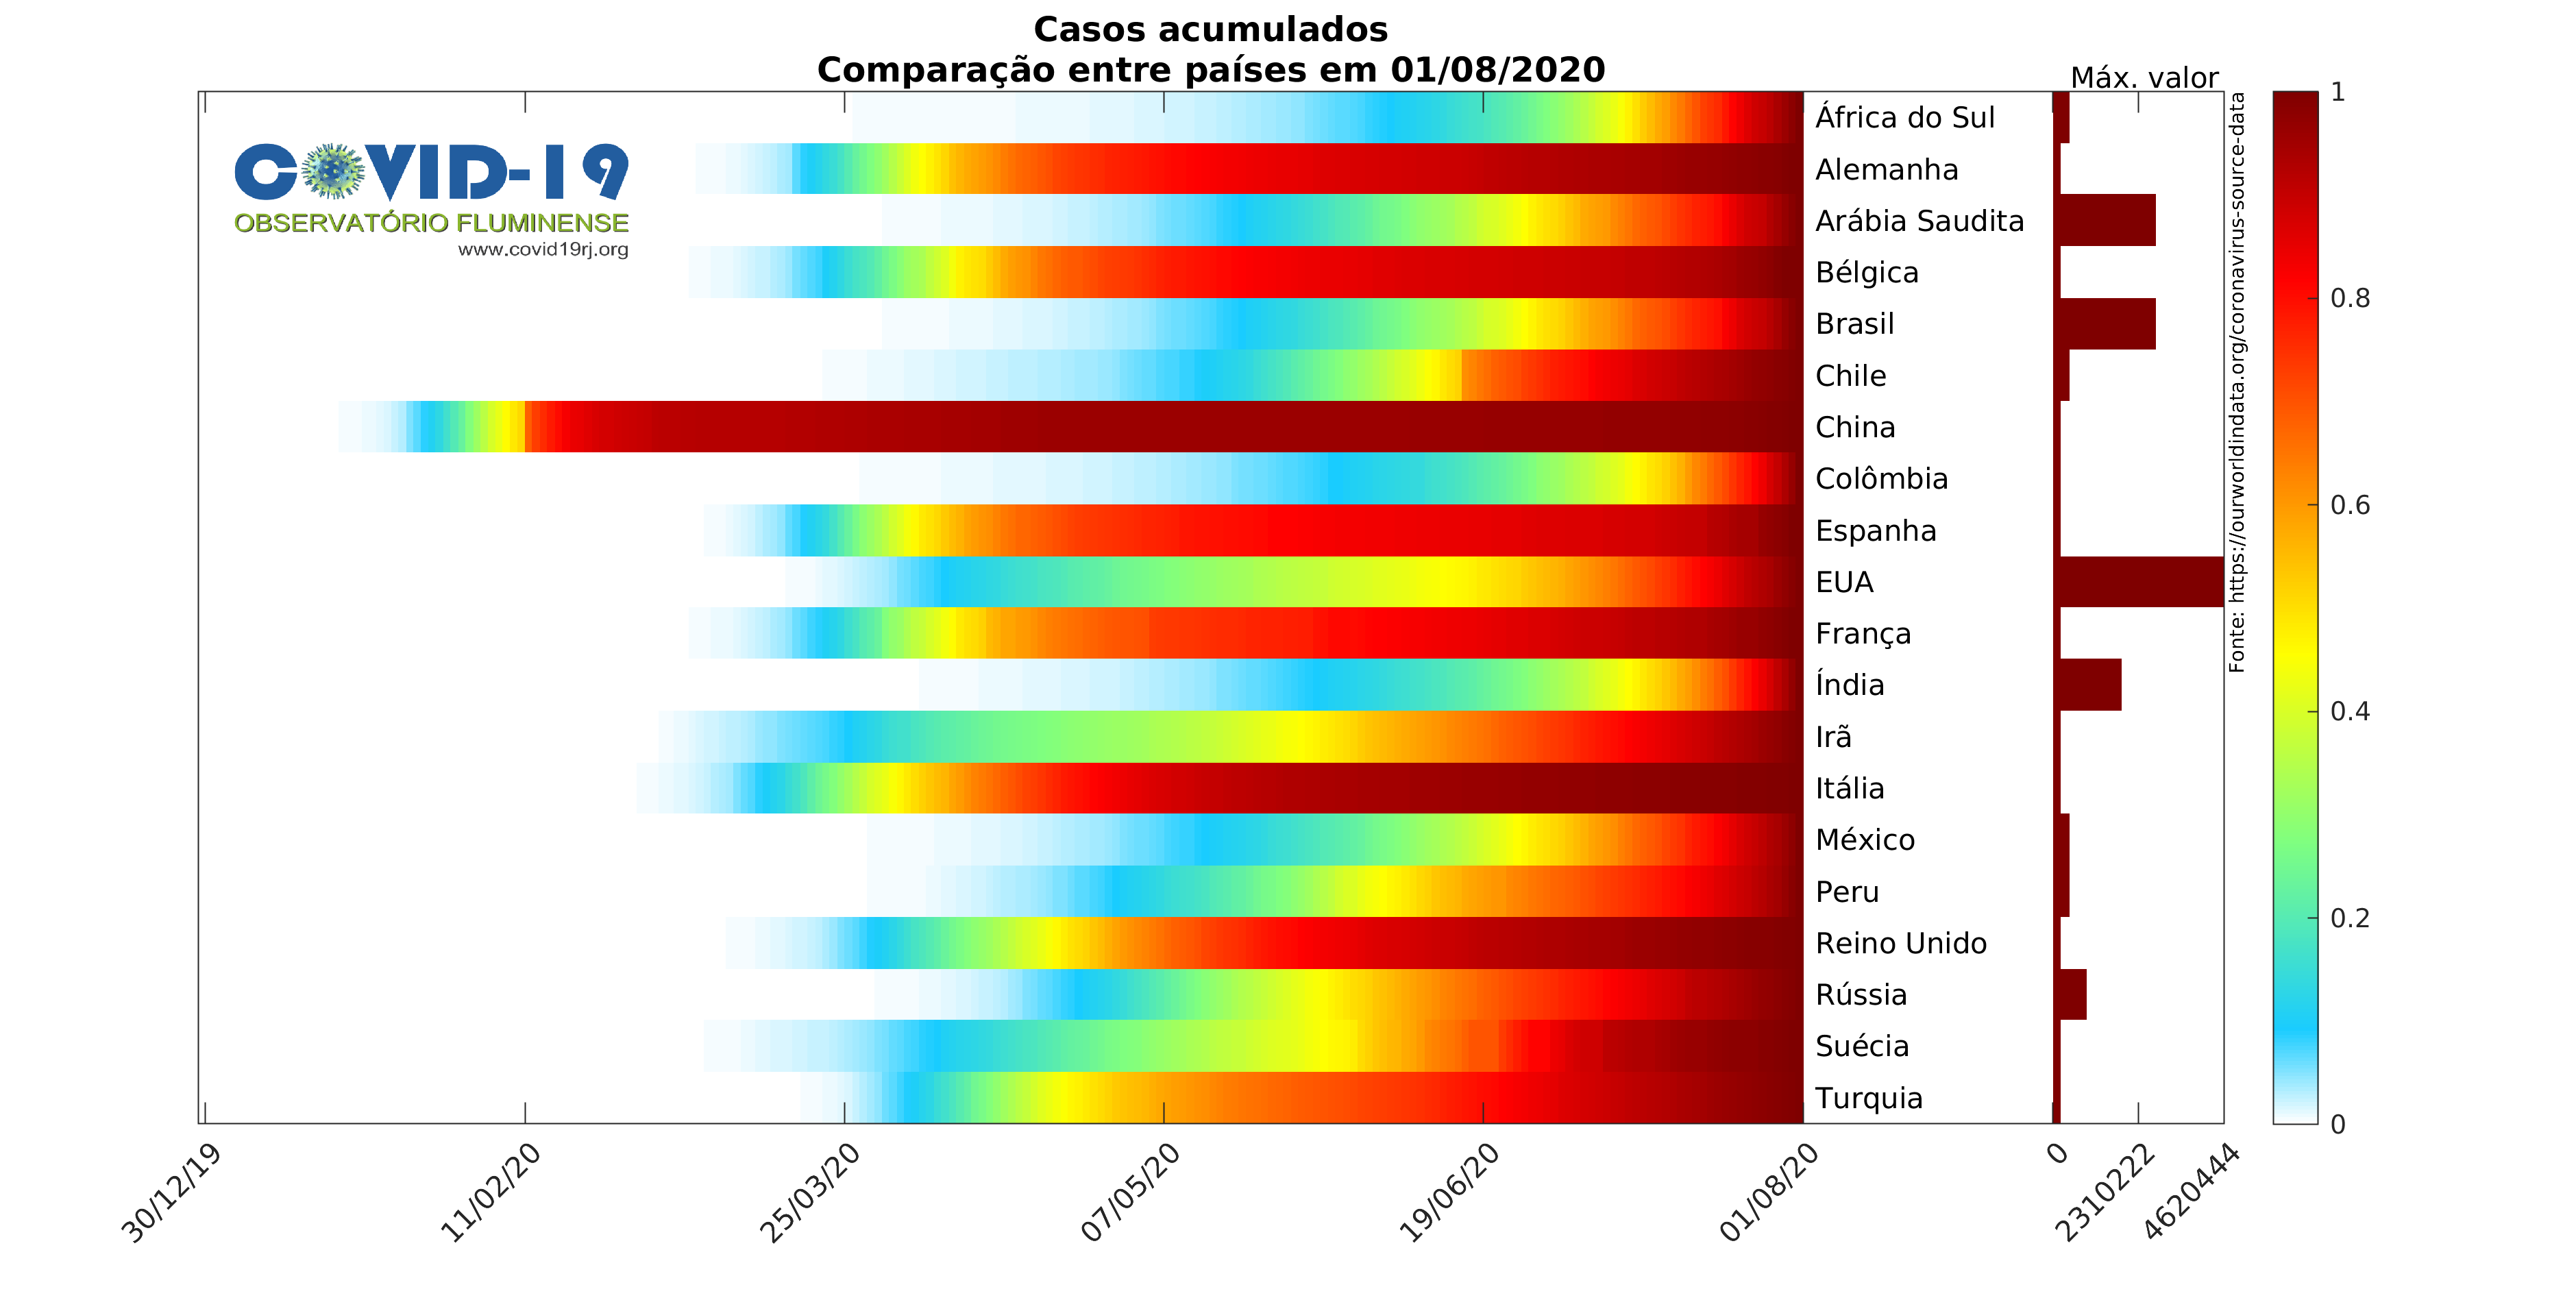 Casos acumulados
Comparação entre países em 01/08/2020
Máx. valor
COVID-19
OBSERVATÓRIO FLUMINENSE
www.covid19rj.org
África do Sul
Alemanha
Arábia Saudita
Bélgica
Brasil
Chile
China
Colômbia
Espanha
EUA
França
Índia
Irã
Itália
México
Peru
Reino Unido
Rússia
Suécia
Turquia
30/12/19
11/02/20
25/03/20
07/05/20
19/06/20
01/08/20
0
2310222
4620444
Fonte: https://ourworldindata.org/coronavirus-source-data
1
0.8
0.6
0.4
0.2
0